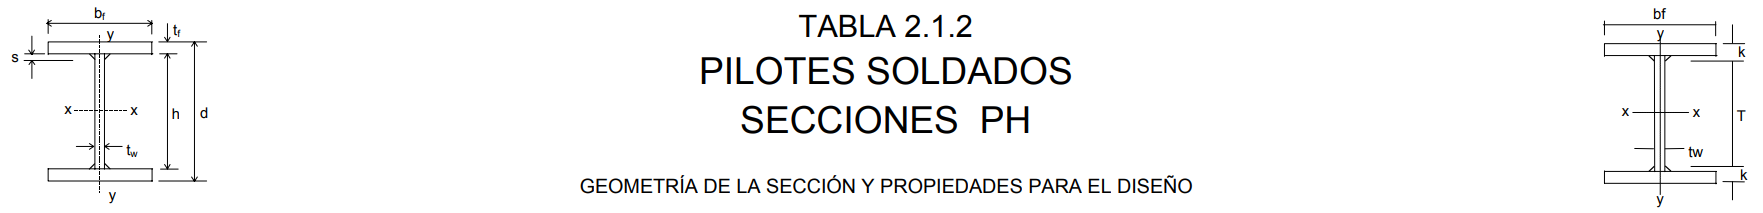 TABLA 2.1.2
PILOTES SOLDADOS
SECCIONES PH
GEOMETRÍA DE LA SECCIÓN Y PROPIEDADES PARA EL DISEÑO
bf
tf
y
s
x
x
h
d
tw
y
bf
y
k
x
x
T
tw
k
y